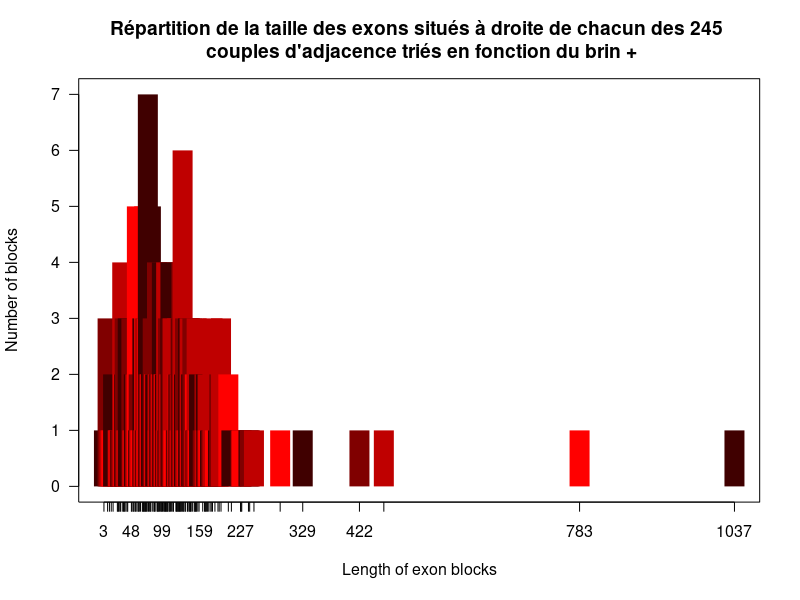 Répartition de la taille des exons situés à droite de chacun des 245
couples d'adjacence triés en fonction du brin +
7
6
5
4
3
2
1
0
Number of blocks
3 48 99 159 227 329 422 783 1037
Length of exon blocks